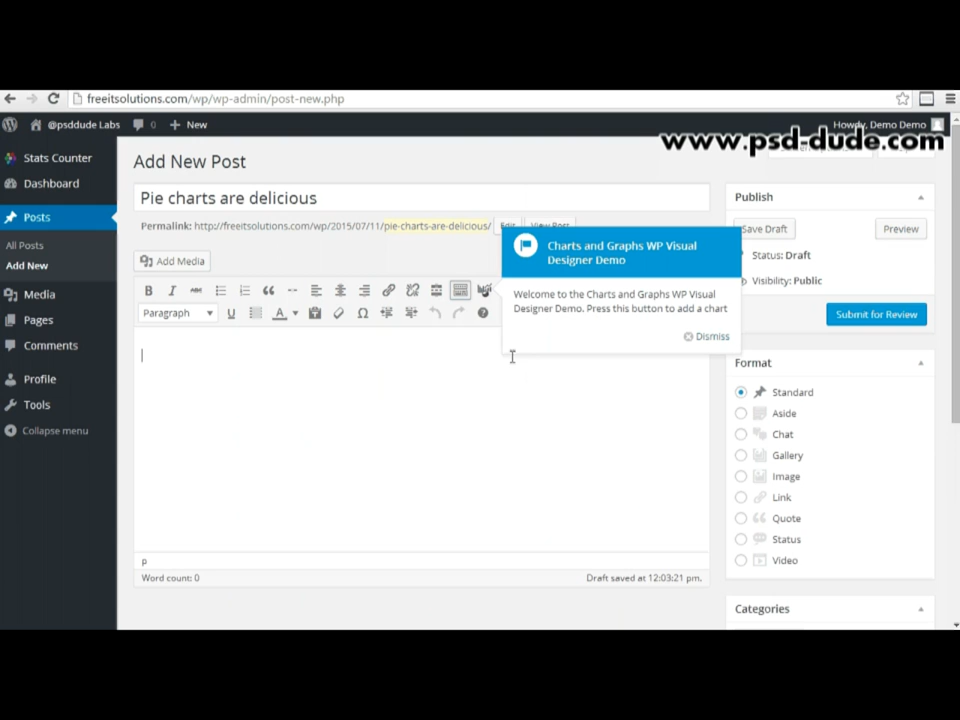 freeitsolutions.com/wp/wp-admin/post-new.php
@psddude Labs 0 New Howdy, Demo Demo
www.psd-dude.com
Stats Counter
Dashboard
Posts
All Posts
Add New
Media
Pages
Comments
Profile
Tools
Collapse menu
Add New Post
Pie charts are delicious
Permalink: http://freeitsolutions.com/wp/2015/07/11/pie-charts-are-delicious/ Edit View Post
Add Media
B I ABC
Paragraph U A Ω
Charts and Graphs WP Visual
Designer Demo
Welcome to the Charts and Graphs WP Visual
Designer Demo. Press this button to add a chart
Dismiss
p
Word count: 0 Draft saved at 12:03:21 pm.
Publish
Save Draft Preview
Status: Draft
Visibility: Public
Submit for Review
Format
Standard
Aside
Chat
Gallery
Image
Link
Quote
Status
Video
Categories